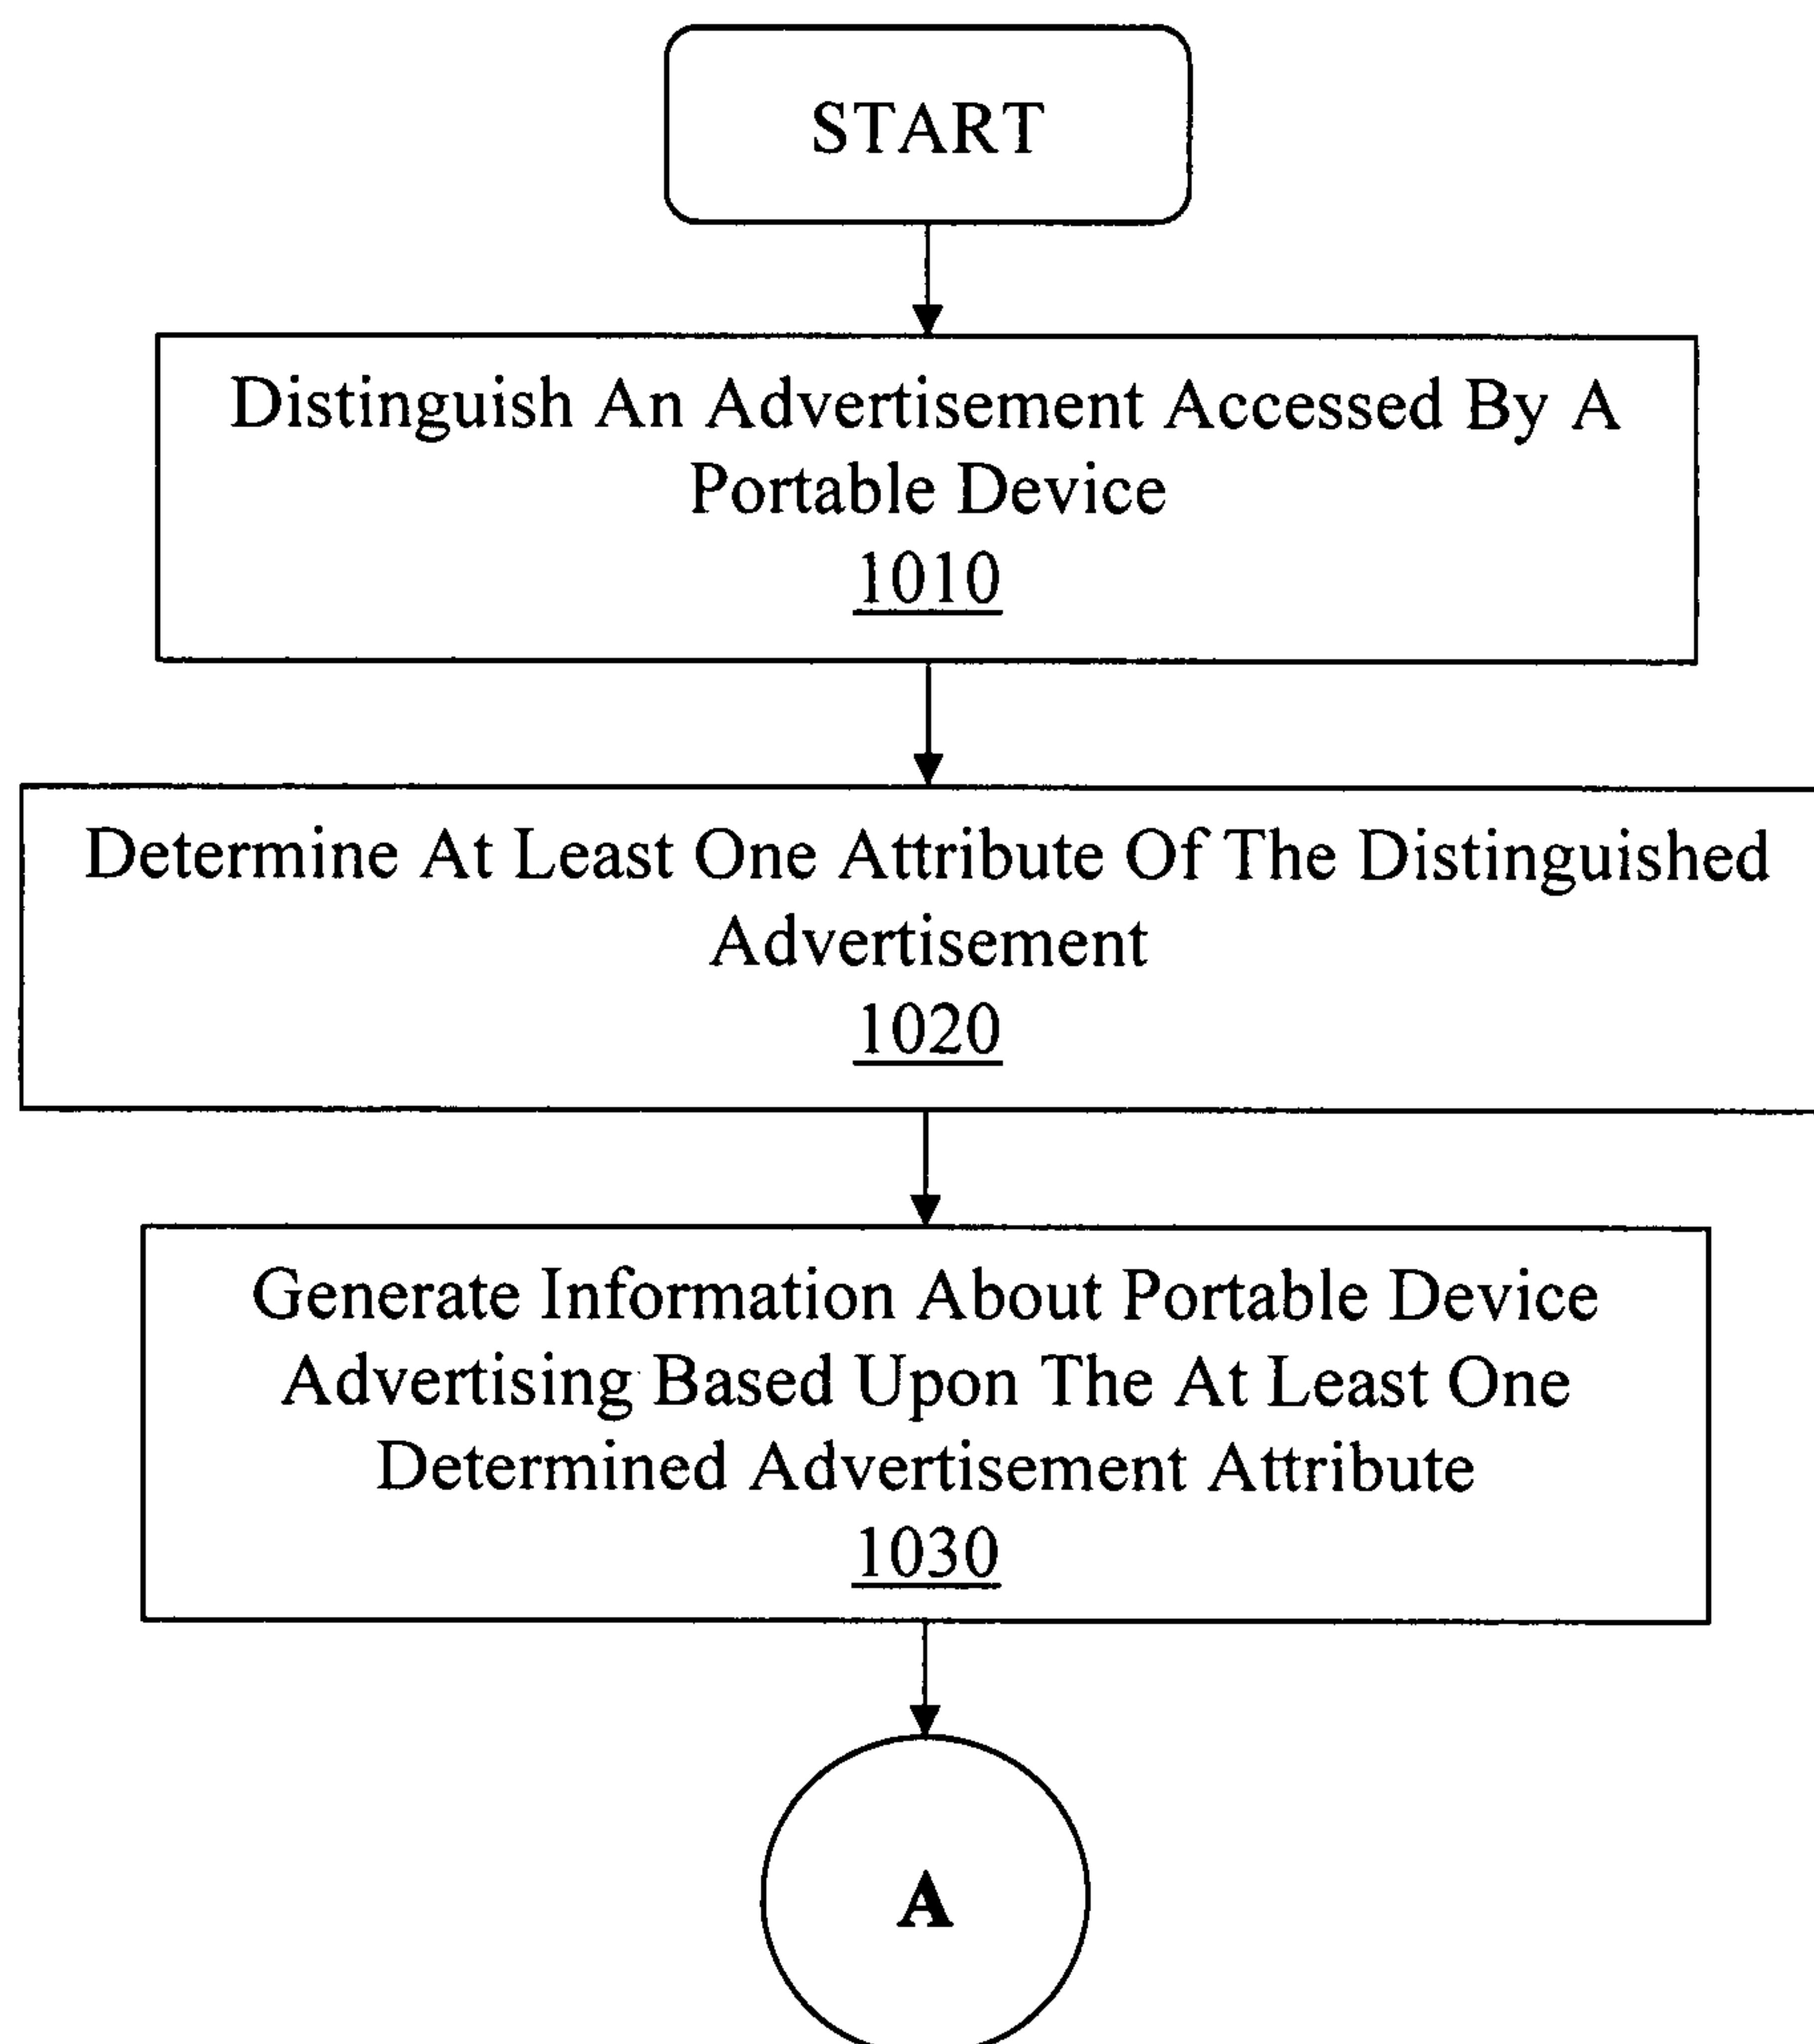 START
Distinguish An Advertisement Accessed By A
Portable Device
1010
Determine At Least One Attribute Of The Distinguished
Advertisement
1020
Generate Information About Portable Device
Advertising Based Upon The At Least One
Determined Advertisement Attribute
1030
A